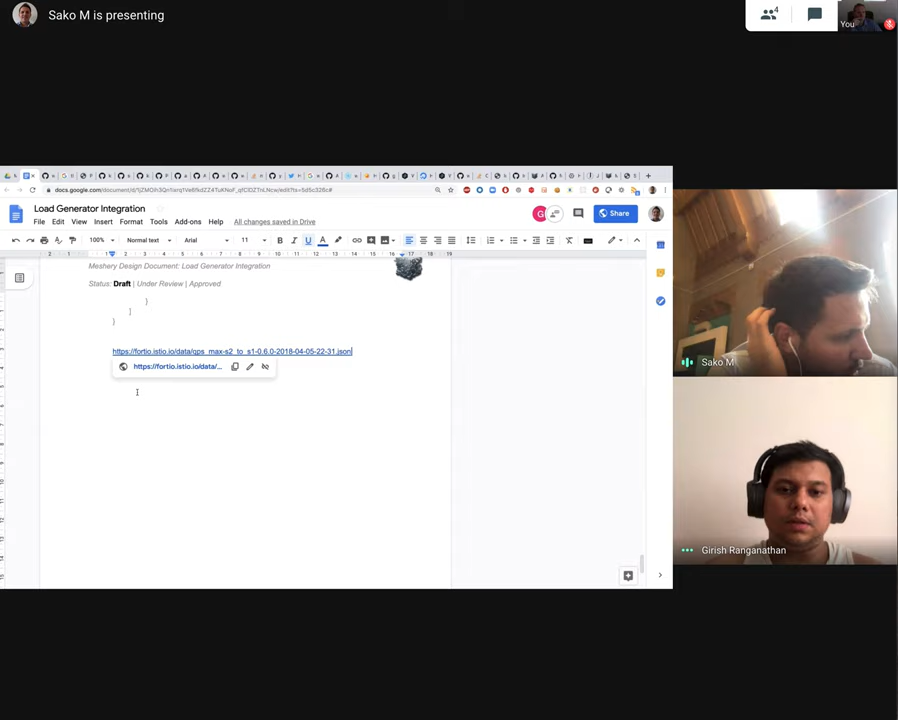 Sako M is presenting
4
You
Load Generator Integration
Share
File Edit View Insert Format Tools Add-ons Help All changes saved in Drive
100% Normal text Arial 11
Meshery Design Document: Load Generator Integration
Status: Draft | Under Review | Approved
}
]
}
https://fortio.istio.io/data/qps_max-s2_to_s1-0.6.0-2018-04-05-22-31.json
https://fortio.istio.io/data/...
Sako M
Girish Ranganathan